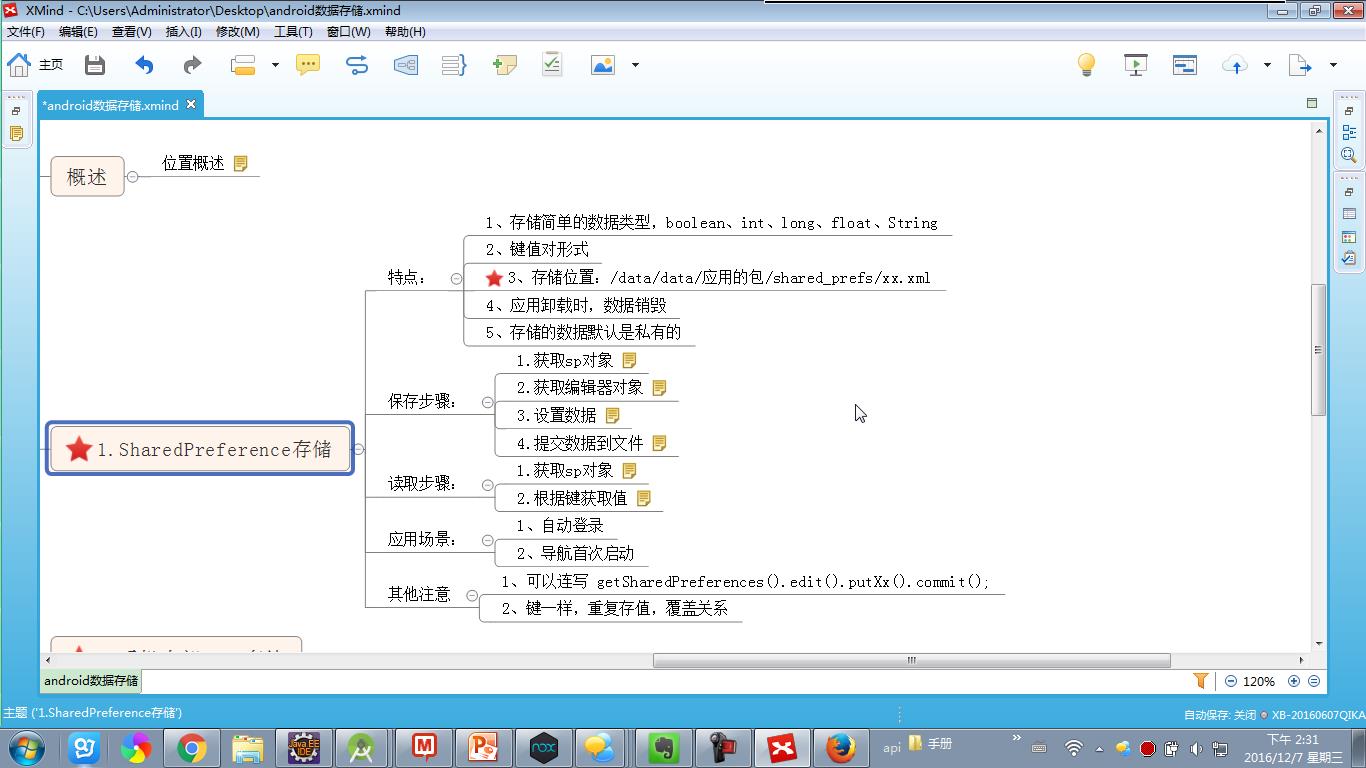 XMind - C:\Users\Administrator\Desktop\android数据存储.xmind
文件(F) 编辑(E) 查看(V) 插入(I) 修改(M) 工具(T) 窗口(W) 帮助(H)
主页
*android数据存储.xmind
概述
位置概述
1.SharedPreference存储
特点：
1、存储简单的数据类型，boolean、int、long、float、String
2、键值对形式
3、存储位置：/data/data/应用的包/shared_prefs/xx.xml
4、应用卸载时，数据销毁
5、存储的数据默认是私有的
保存步骤：
1.获取sp对象
2.获取编辑器对象
3.设置数据
4.提交数据到文件
读取步骤：
1.获取sp对象
2.根据键获取值
应用场景：
1、自动登录
2、导航首次启动
其他注意
1、可以连写 getSharedPreferences().edit().putXx().commit();
2、键一样，重复存值，覆盖关系
android数据存储
120%
主题 ('1.SharedPreference存储')
自动保存: 关闭
XB-20160607QIKA
Java EE
IDE
nox
api
手册
下午 2:31
2016/12/7 星期三